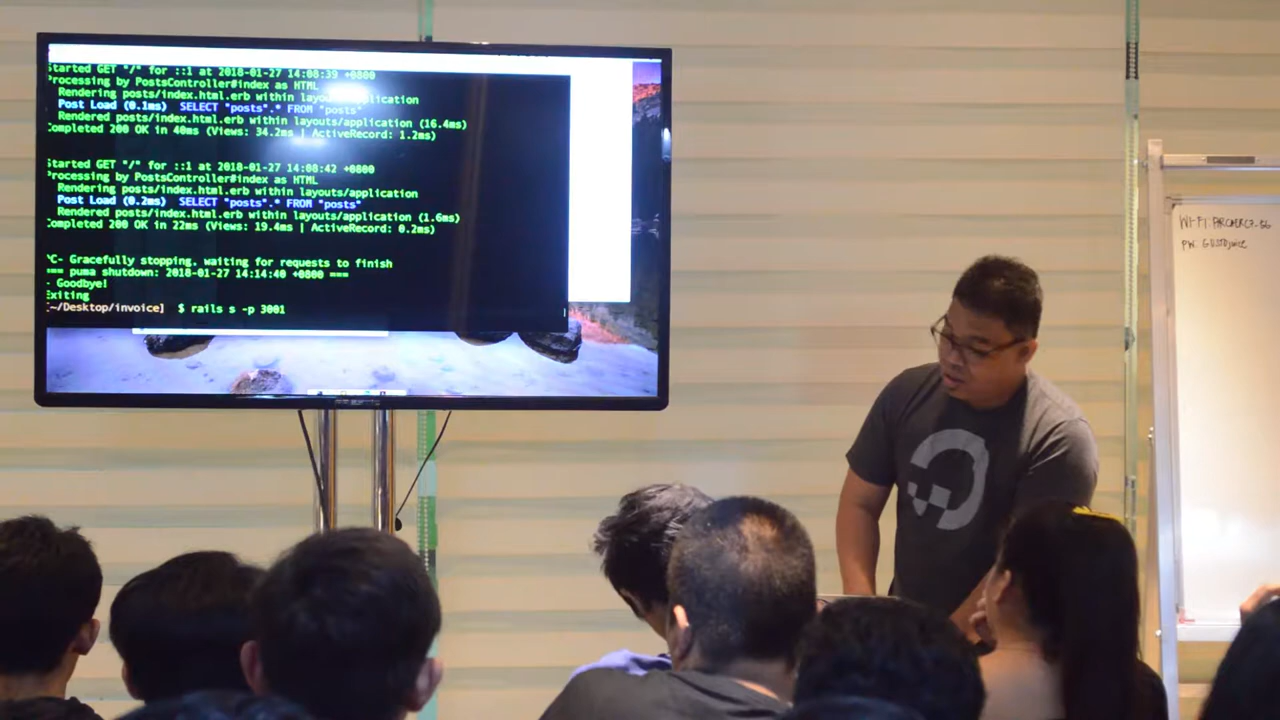 Started GET "/" for ::1 at 2018-01-27 14:08:39 +0800
Processing by PostsController#index as HTML
Rendering posts/index.html.erb within layouts/application
Post Load (0.1ms) SELECT "posts".* FROM "posts"
Rendered posts/index.html.erb within layouts/application (16.4ms)
Completed 200 OK in 40ms (Views: 34.2ms | ActiveRecord: 1.2ms)
Started GET "/" for ::1 at 2018-01-27 14:08:42 +0800
Processing by PostsController#index as HTML
Rendering posts/index.html.erb within layouts/application
Post Load (0.2ms) SELECT "posts".* FROM "posts"
Rendered posts/index.html.erb within layouts/application (1.6ms)
Completed 200 OK in 22ms (Views: 19.4ms | ActiveRecord: 0.2ms)
^C- Gracefully stopping, waiting for requests to finish
=== puma shutdown: 2018-01-27 14:14:40 +0800 ===
- Goodbye!
Exiting
[~/Desktop/invoice] $ rails s -p 3001
WI-FI:
PW: